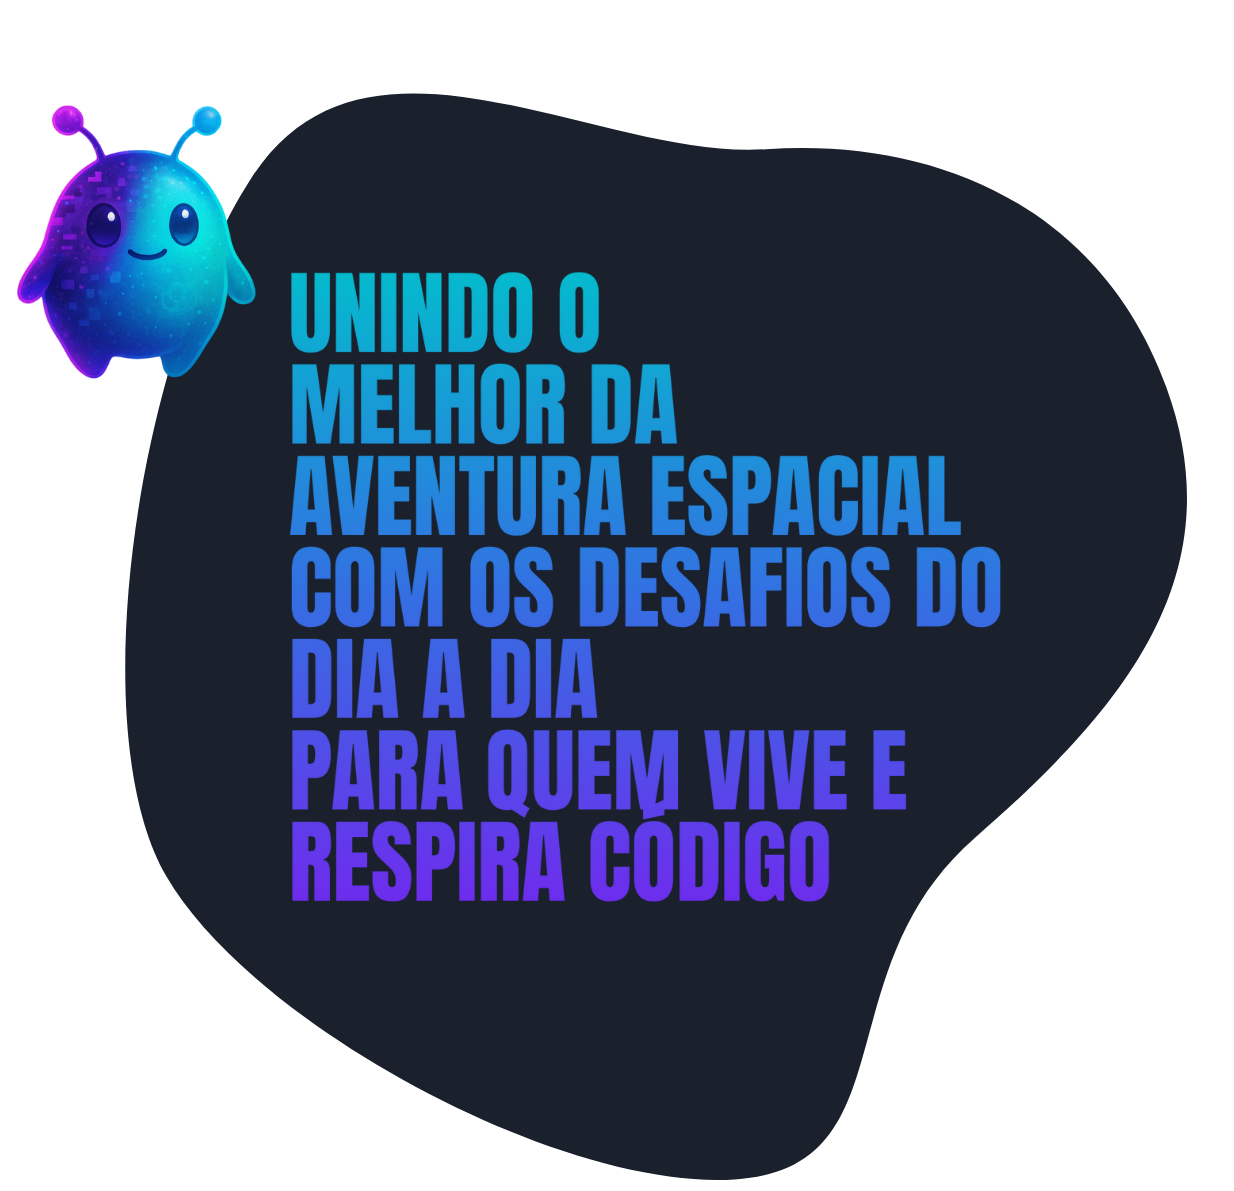 UNINDO O
MELHOR DA
AVENTURA ESPACIAL
COM OS DESAFIOS DO
DIA A DIA
PARA QUEM VIVE E
RESPIRA CÓDIGO